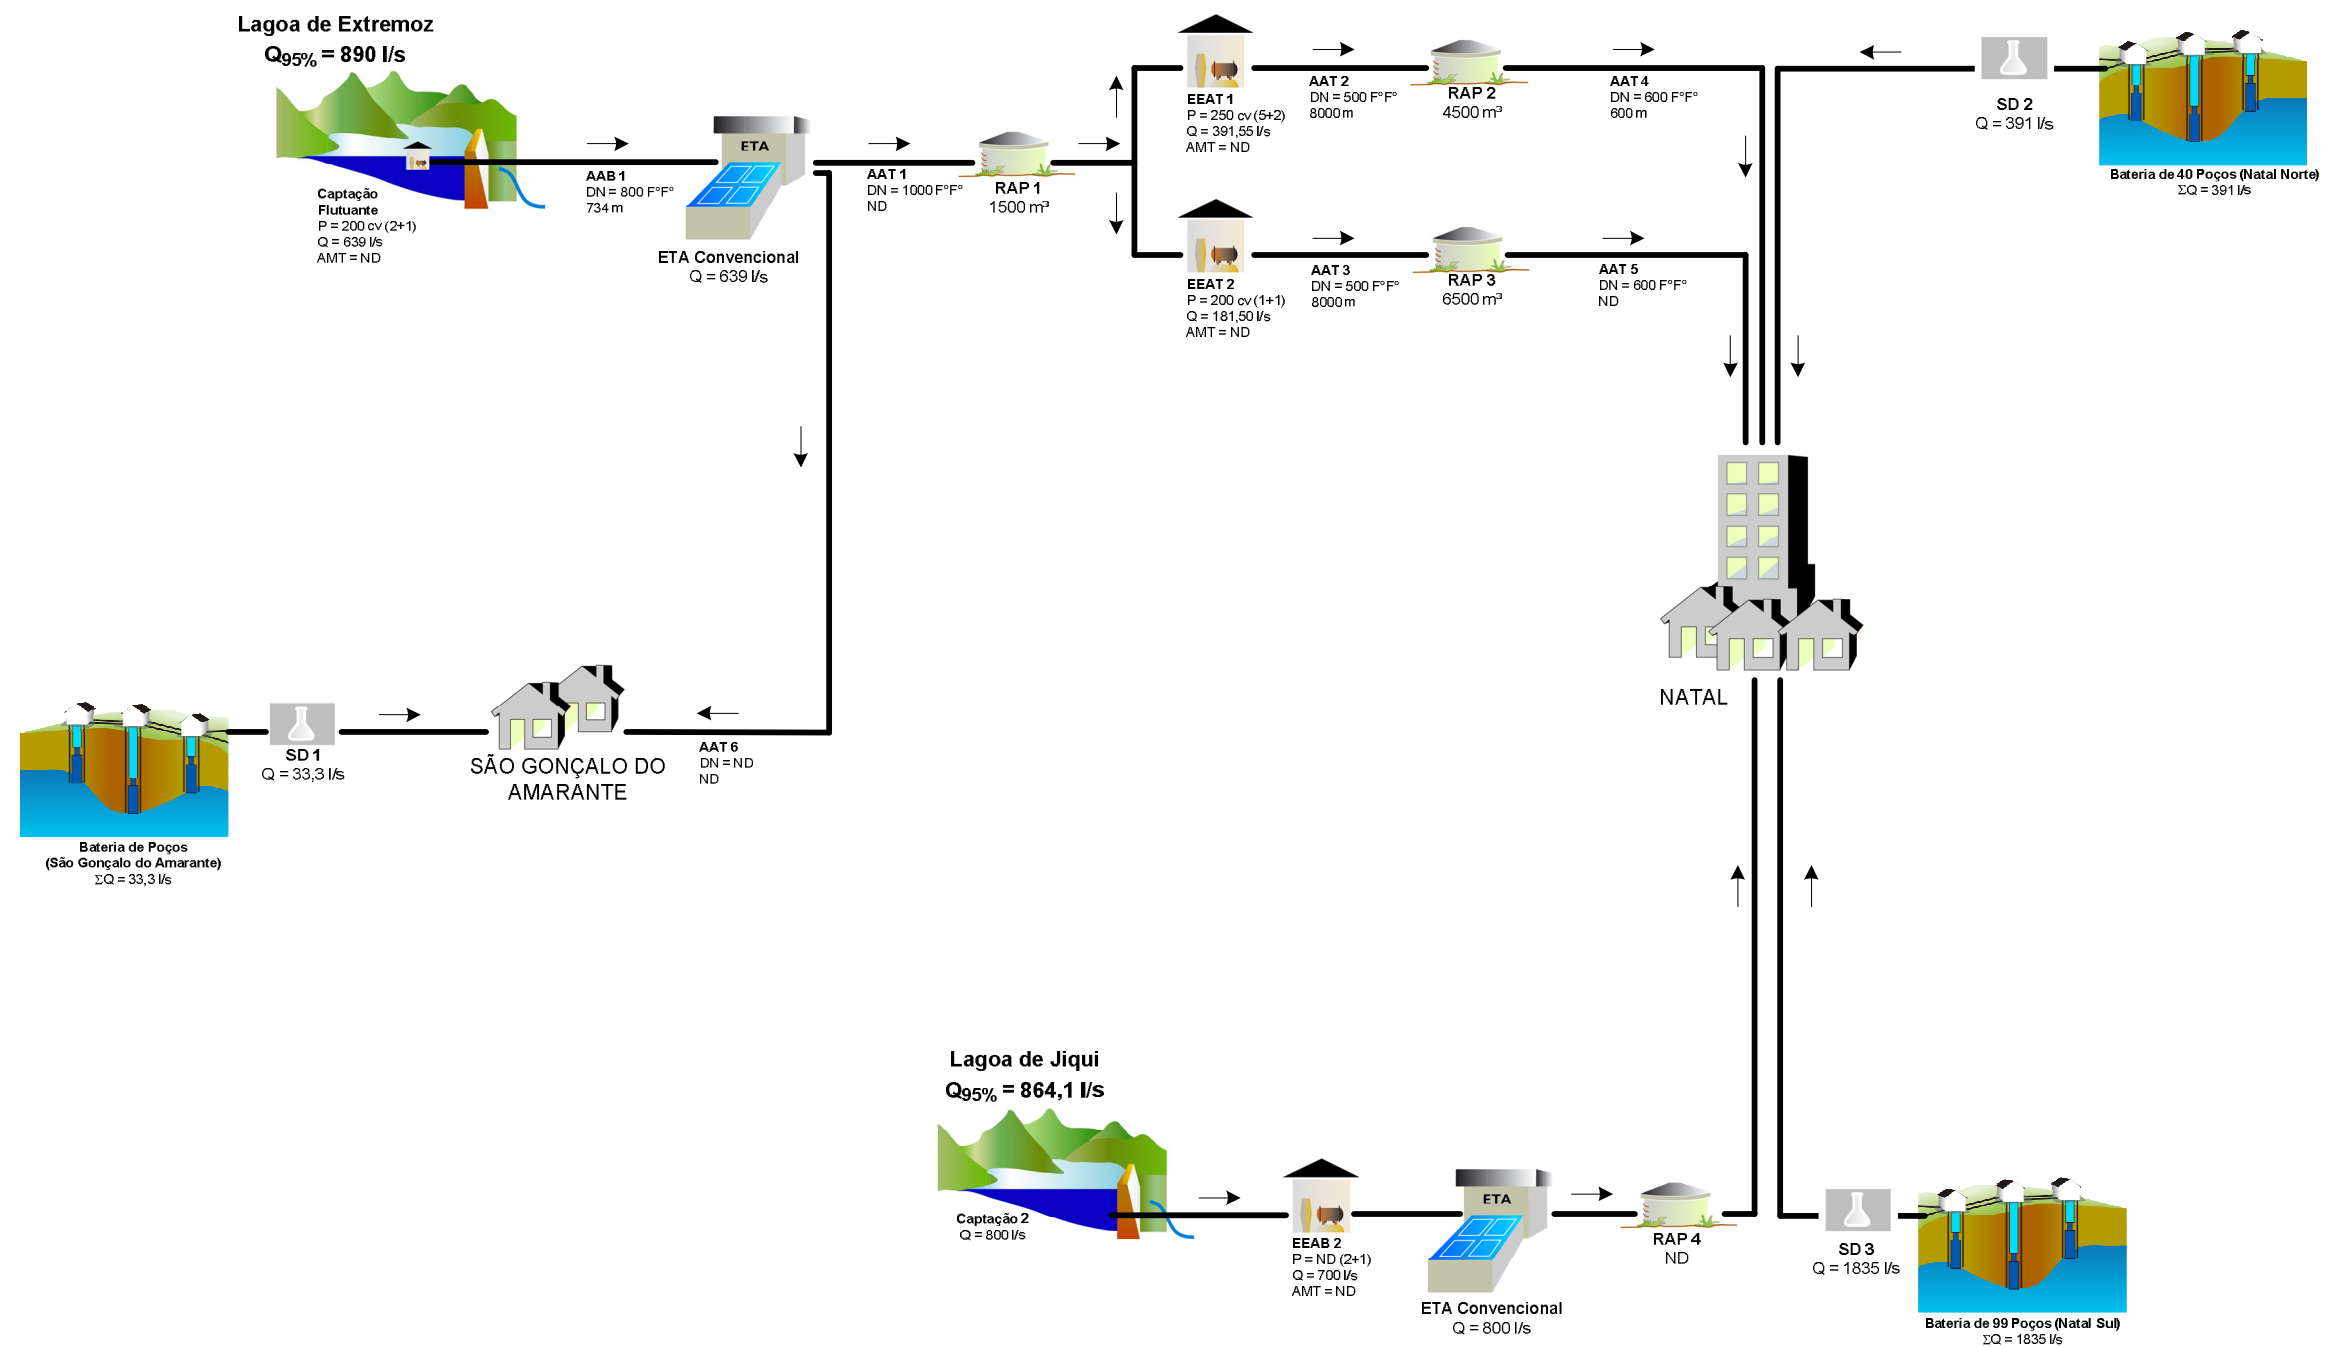 Lagoa de Extremoz
Q95% = 890 l/s
Captação
Flutuante
P = 200 cv (2+1)
Q = 639 l/s
AMT = ND
AAB 1
DN = 800 F°F°
734 m
ETA
ETA Convencional
Q = 639 l/s
AAT 1
DN = 1000 F°F°
ND
RAP 1
1500 m³
EEAT 1
P = 250 cv (5+2)
Q = 391,55 l/s
AMT = ND
AAT 2
DN = 500 F°F°
8000 m
RAP 2
4500 m³
AAT 4
DN = 600 F°F°
600 m
SD 2
Q = 391 l/s
Bateria de 40 Poços (Natal Norte)
ΣQ = 391 l/s
EEAT 2
P = 200 cv (1+1)
Q = 181,50 l/s
AMT = ND
AAT 3
DN = 500 F°F°
8000 m
RAP 3
6500 m³
AAT 5
DN = 600 F°F°
ND
NATAL
Bateria de Poços
(São Gonçalo do Amarante)
ΣQ = 33,3 l/s
SD 1
Q = 33,3 l/s
SÃO GONÇALO DO
AMARANTE
AAT 6
DN = ND
ND
Lagoa de Jiqui
Q95% = 864,1 l/s
Captação 2
Q = 800 l/s
EEAB 2
P = ND (2+1)
Q = 700 l/s
AMT = ND
ETA
ETA Convencional
Q = 800 l/s
RAP 4
ND
SD 3
Q = 1835 l/s
Bateria de 99 Poços (Natal Sul)
ΣQ = 1835 l/s